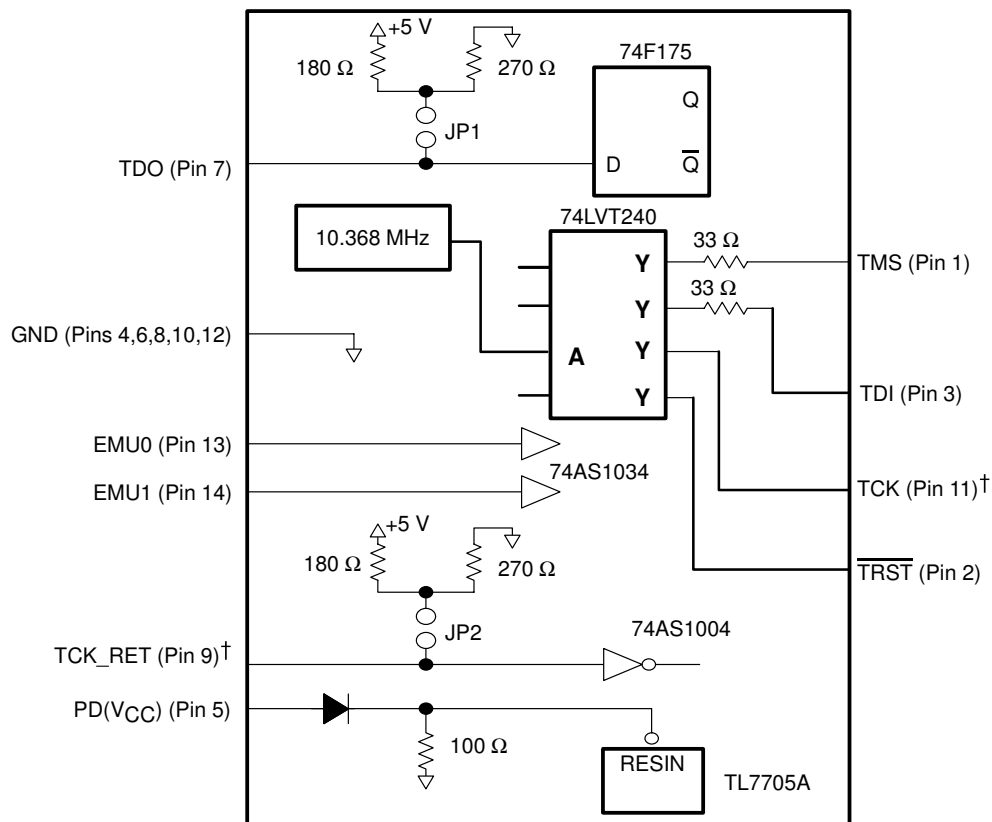 +5 V
180 Ω
270 Ω
74F175
Q
JP1
TDO (Pin 7)
D
Q̅
74LVT240
10.368 MHz
33 Ω
Y
TMS (Pin 1)
33 Ω
Y
GND (Pins 4,6,8,10,12)
A
Y
Y
TDI (Pin 3)
EMU0 (Pin 13)
74AS1034
EMU1 (Pin 14)
TCK (Pin 11)†
+5 V
180 Ω
270 Ω
T̅R̅S̅T̅ (Pin 2)
JP2
74AS1004
TCK_RET (Pin 9)†
PD(VCC) (Pin 5)
100 Ω
RESIN
TL7705A